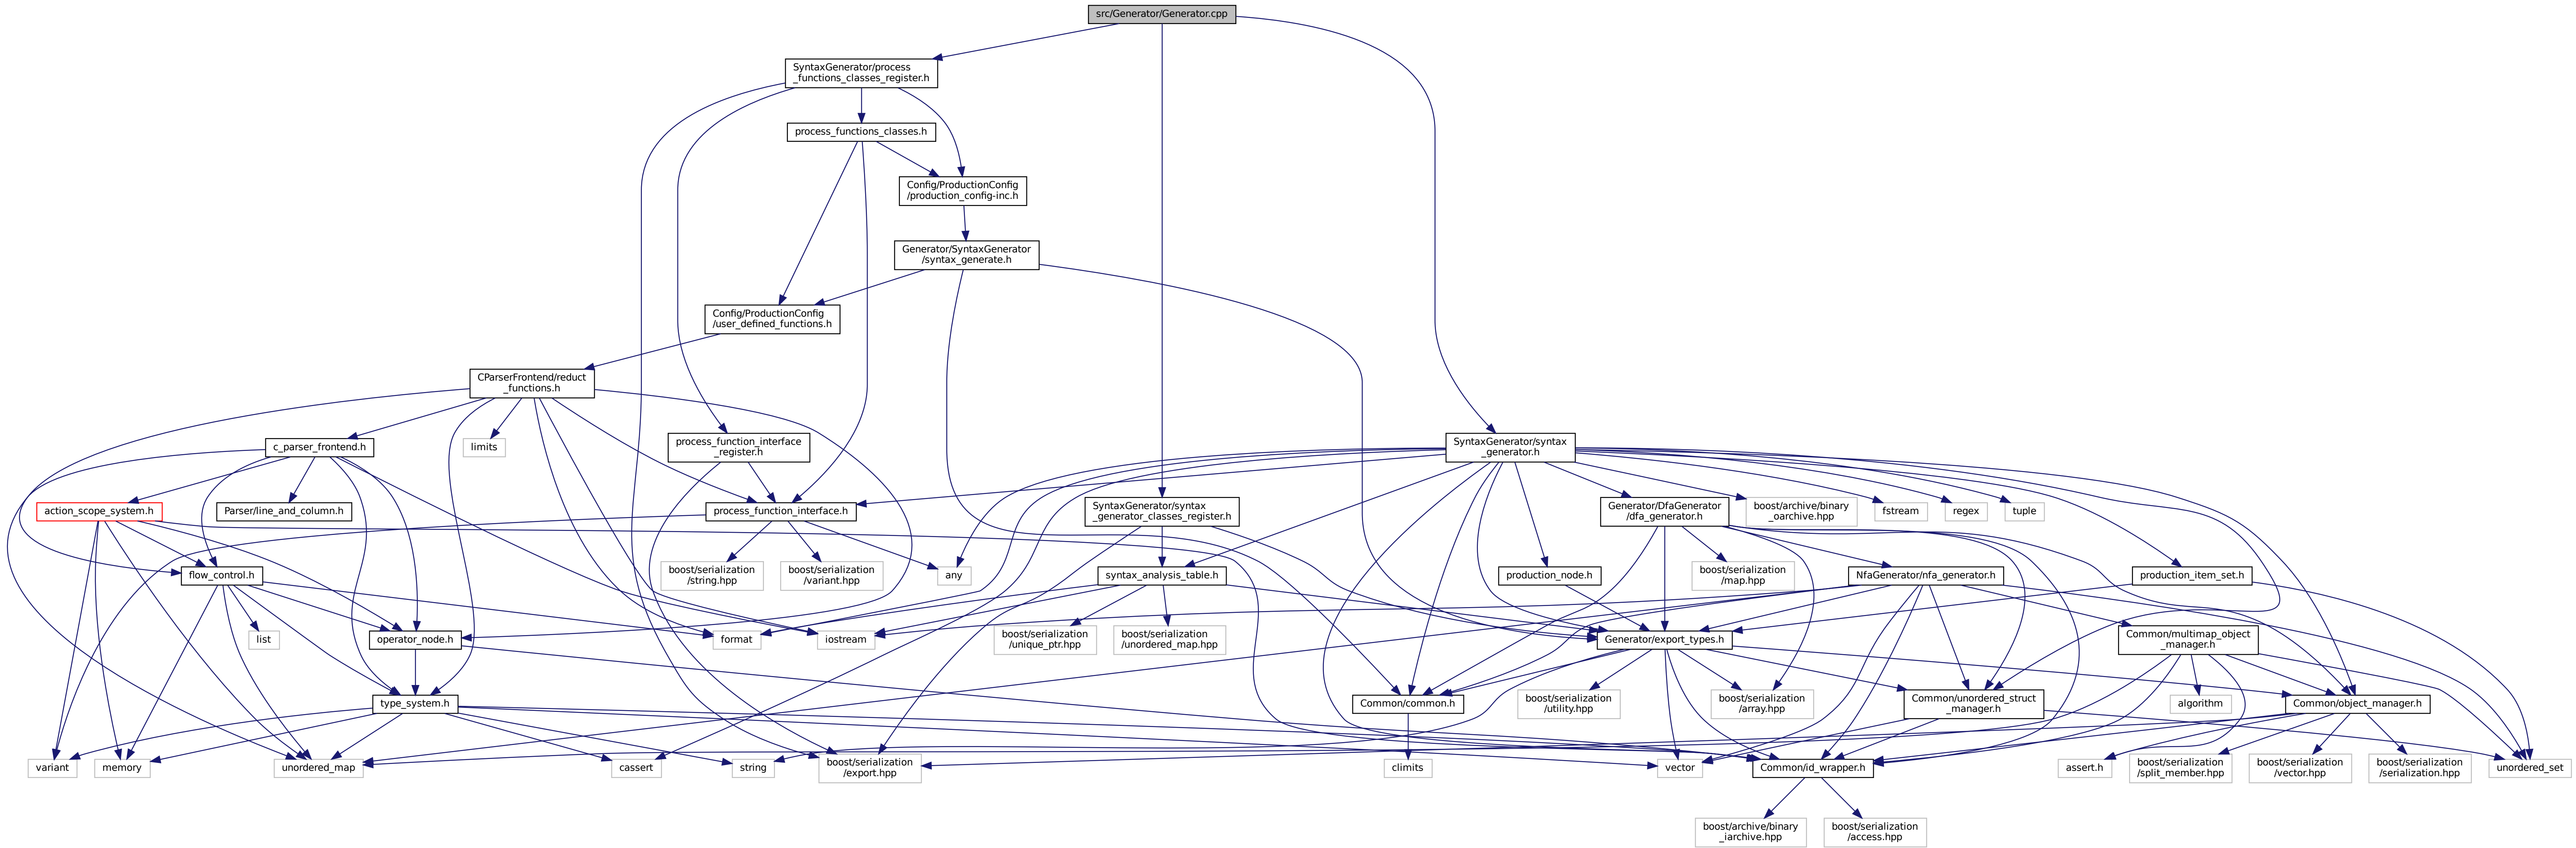 src/Generator/Generator.cpp
SyntaxGenerator/process
_functions_classes_register.h
process_functions_classes.h
Config/ProductionConfig
/production_config-inc.h
Generator/SyntaxGenerator
/syntax_generate.h
Config/ProductionConfig
/user_defined_functions.h
CParserFrontend/reduct
_functions.h
c_parser_frontend.h
limits
process_function_interface
_register.h
SyntaxGenerator/syntax
_generator.h
action_scope_system.h
Parser/line_and_column.h
process_function_interface.h
SyntaxGenerator/syntax
_generator_classes_register.h
Generator/DfaGenerator
/dfa_generator.h
boost/archive/binary
_oarchive.hpp
fstream
regex
tuple
flow_control.h
boost/serialization
/string.hpp
boost/serialization
/variant.hpp
any
syntax_analysis_table.h
production_node.h
boost/serialization
/map.hpp
NfaGenerator/nfa_generator.h
production_item_set.h
list
operator_node.h
format
iostream
boost/serialization
/unique_ptr.hpp
boost/serialization
/unordered_map.hpp
Generator/export_types.h
Common/multimap_object
_manager.h
type_system.h
Common/common.h
boost/serialization
/utility.hpp
boost/serialization
/array.hpp
Common/unordered_struct
_manager.h
algorithm
Common/object_manager.h
variant
memory
unordered_map
cassert
string
boost/serialization
/export.hpp
climits
vector
Common/id_wrapper.h
assert.h
boost/serialization
/split_member.hpp
boost/serialization
/vector.hpp
boost/serialization
/serialization.hpp
unordered_set
boost/archive/binary
_iarchive.hpp
boost/serialization
/access.hpp